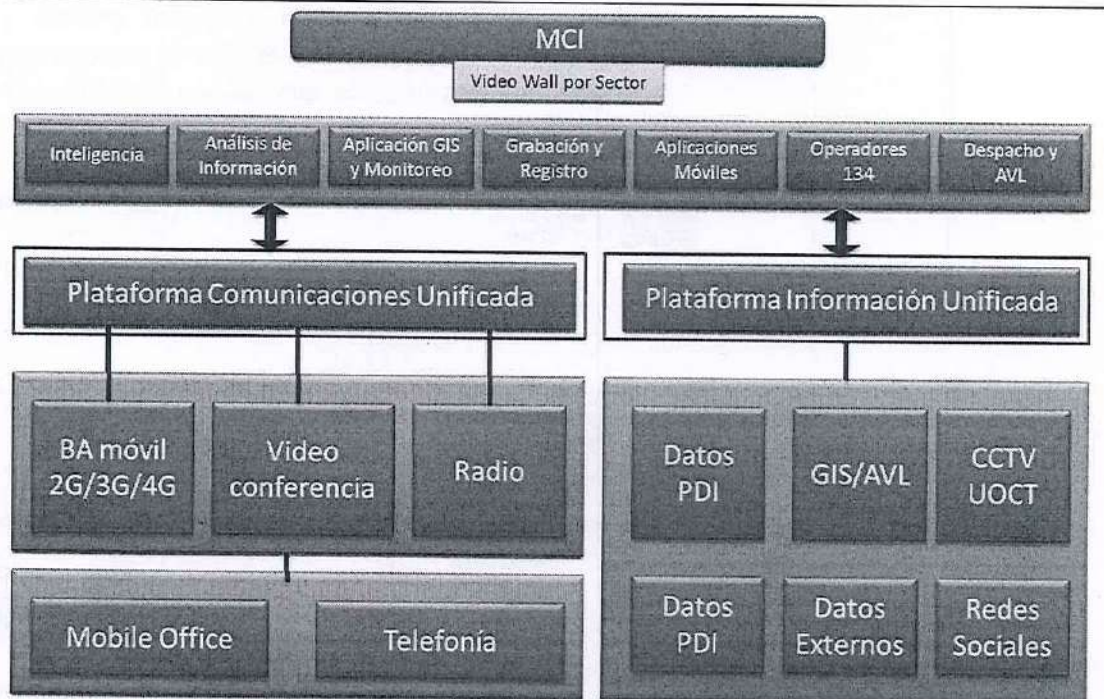 MCI
Video Wall por Sector
Inteligencia
Análisis de
Información
Aplicación GIS
y Monitoreo
Grabación y
Registro
Aplicaciones
Móviles
Operadores
134
Despacho y
AVL
Plataforma Comunicaciones Unificada
Plataforma Información Unificada
BA móvil
2G/3G/4G
Video
conferencia
Radio
Datos
PDI
GIS/AVL
CCTV
UOCT
Mobile Office
Telefonía
Datos
PDI
Datos
Externos
Redes
Sociales